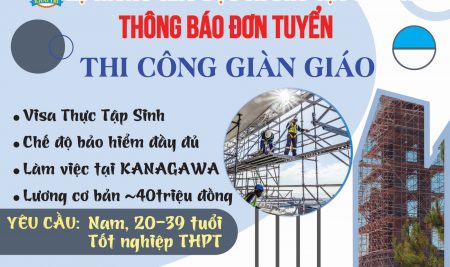 THÔNG BÁO ĐƠN TUYỂN
THI CÔNG GIÀN GIÁO
• Visa Thực Tập Sinh
• Chế độ bảo hiểm đầy đủ
• Làm việc tại KANAGAWA
• Lương cơ bản ~40triệu đồng
YÊU CẦU: Nam, 20-39 tuổi
Tốt nghiệp THPT